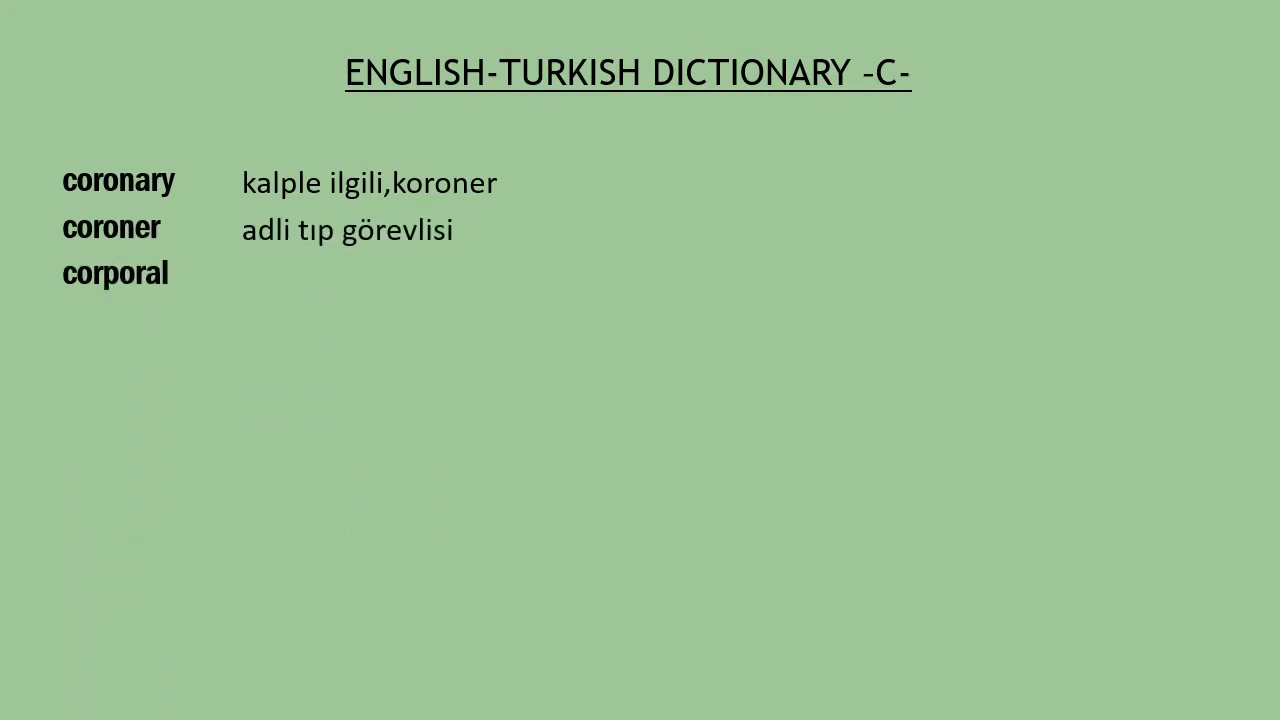 ENGLISH-TURKISH DICTIONARY –C-
coronary kalple ilgili,koroner
coroner adli tıp görevlisi
corporal